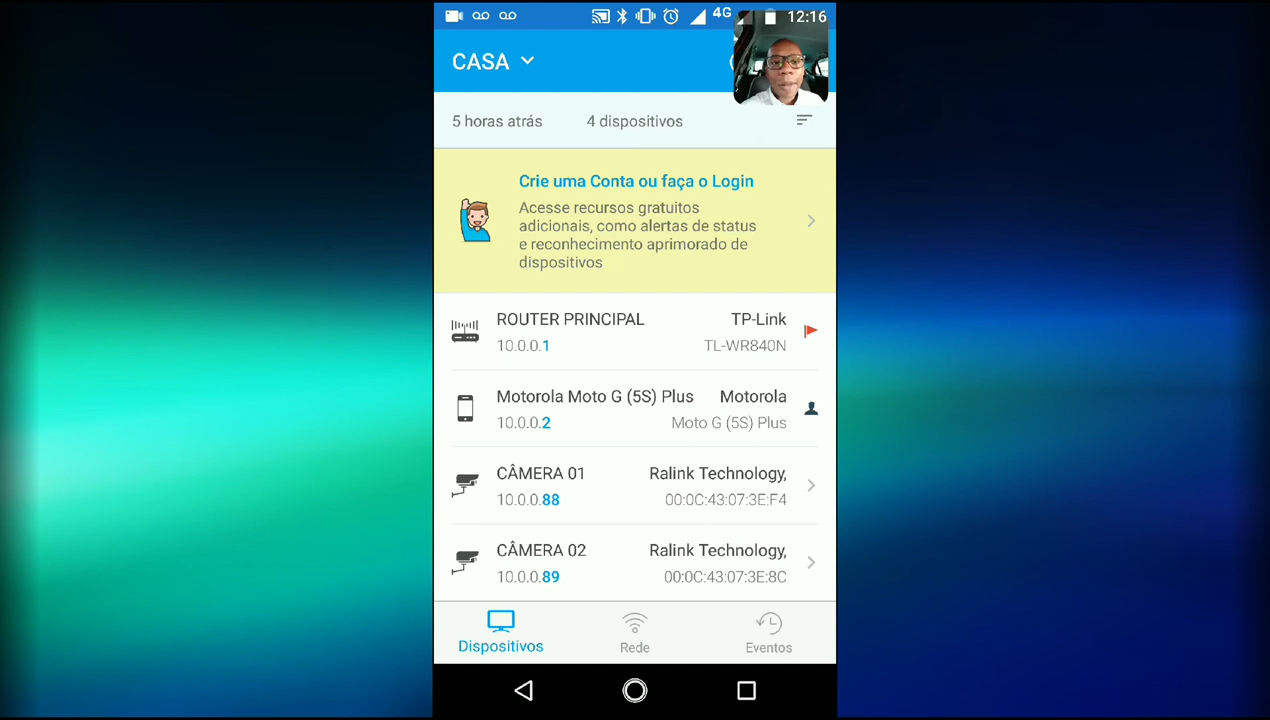 4G 12:16
CASA
5 horas atrás 4 dispositivos
Crie uma Conta ou faça o Login
Acesse recursos gratuitos
adicionais, como alertas de status
e reconhecimento aprimorado de
dispositivos
ROUTER PRINCIPAL TP-Link
10.0.0.1 TL-WR840N
Motorola Moto G (5S) Plus Motorola
10.0.0.2 Moto G (5S) Plus
CÂMERA 01 Ralink Technology,
10.0.0.88 00:0C:43:07:3E:F4
CÂMERA 02 Ralink Technology,
10.0.0.89 00:0C:43:07:3E:8C
Dispositivos Rede Eventos